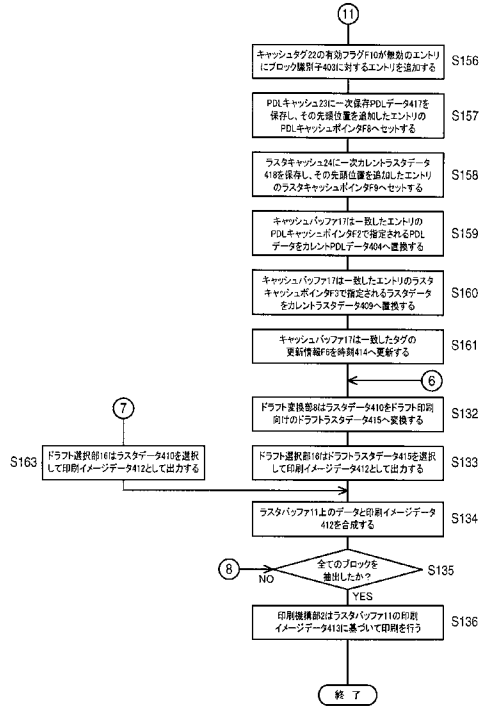 11
キャッシュタグ22の有効フラグF10が無効のエントリ
にブロック識別子403に対するエントリを追加する
S156
PDLキャッシュ23に一次保存PDLデータ417を
保存し、その先頭位置を追加したエントリの
PDLキャッシュポインタF8へセットする
S157
ラスタキャッシュ24に一次カレントラスタデータ
418を保存し、その先頭位置を追加したエントリ
のラスタキャッシュポインタF9へセットする
S158
キャッシュバッファ17は一致したエントリの
PDLキャッシュポインタF2で指定されるPDL
データをカレントPDLデータ404へ置換する
S159
キャッシュバッファ17は一致したエントリのラスタ
キャッシュポインタF3で指定されるラスタデータ
をカレントラスタデータ409へ置換する
S160
キャッシュバッファ17は一致したタグの
更新情報F6を時刻414へ更新する
S161
6
7
ドラフト変換部8はラスタデータ410をドラフト印刷
向けのドラフトラスタデータ415へ変換する
S132
S163
ドラフト選択部16はラスタデータ410を選択
して印刷イメージデータ412として出力する
ドラフト選択部16はドラフトラスタデータ415を選択
して印刷イメージデータ412として出力する
S133
ラスタバッファ11上のデータと印刷イメージデータ
412を合成する
S134
8
NO
全てのブロックを
抽出したか？
S135
YES
印刷機構部2はラスタバッファ11の印刷
イメージデータ413に基づいて印刷を行う
S136
終了